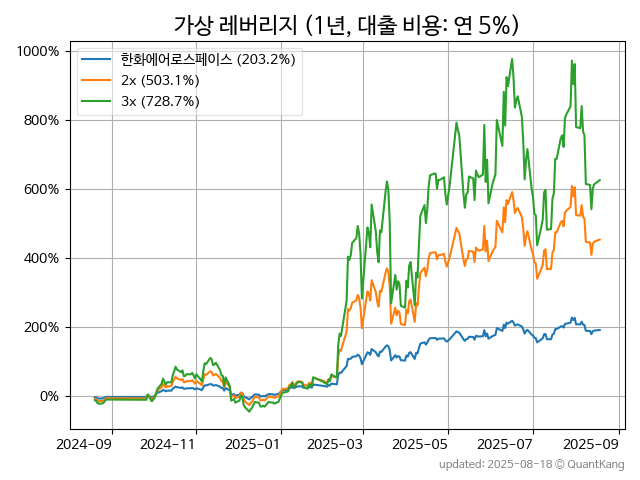 가상 레버리지 (1년, 대출 비용: 연 5%)
한화에어로스페이스 (203.2%)
2x (503.1%)
3x (728.7%)
1000%
800%
600%
400%
200%
0%
2024-09 2024-11 2025-01 2025-03 2025-05 2025-07 2025-09
updated: 2025-08-18 © QuantKang